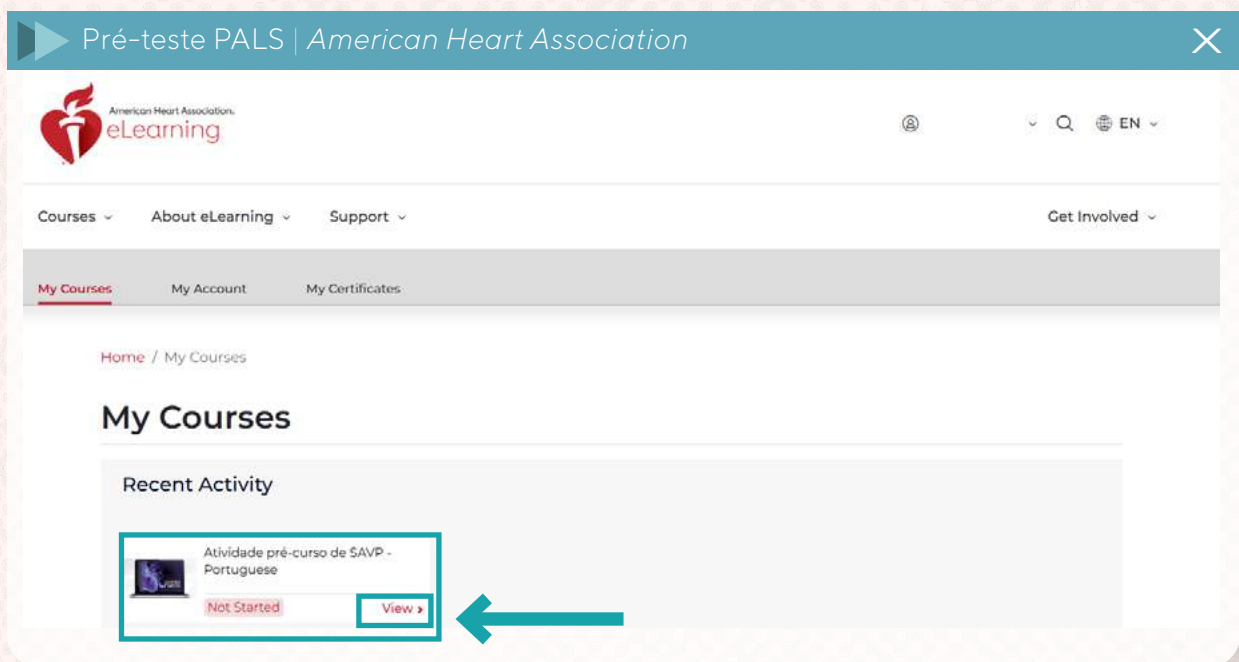 Pré-teste PALS | American Heart Association
American Heart Association.
eLearning
EN
Courses
About eLearning
Support
Get Involved
My Courses
My Account
My Certificates
Home / My Courses
My Courses
Recent Activity
Atividade pré-curso de SAVP -
Portuguese
Not Started
View